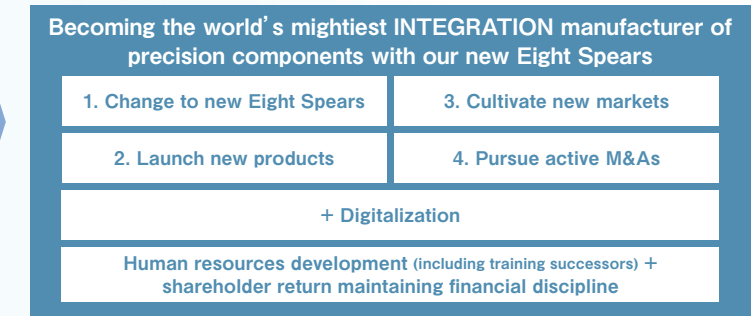 Becoming the world's mightiest INTEGRATION manufacturer of
precision components with our new Eight Spears
1. Change to new Eight Spears
2. Launch new products
3. Cultivate new markets
4. Pursue active M&As
+ Digitalization
Human resources development (including training successors) +
shareholder return maintaining financial discipline